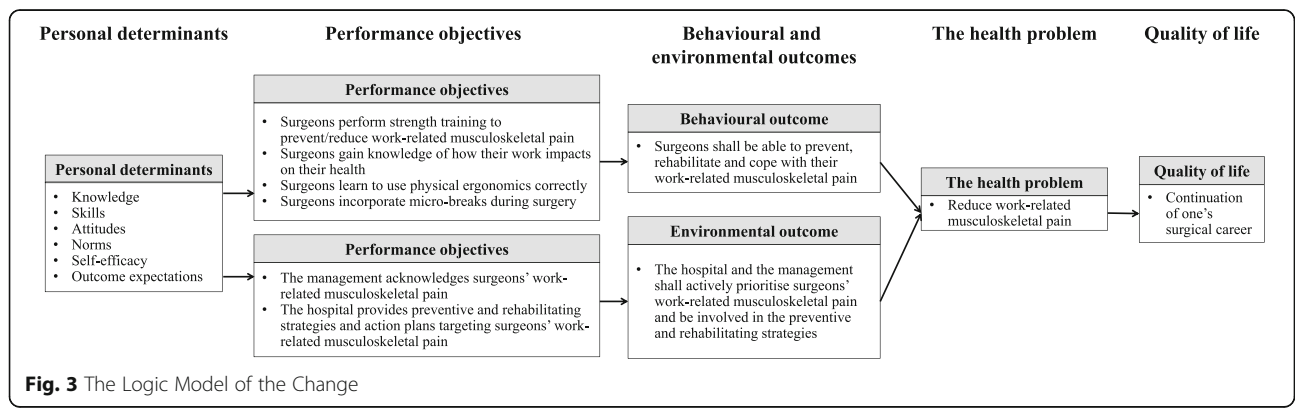 Personal determinants
Performance objectives
Behavioural and
environmental outcomes
The health problem
Quality of life
Personal determinants
• Knowledge
• Skills
• Attitudes
• Norms
• Self-efficacy
• Outcome expectations
Performance objectives
• Surgeons perform strength training to
prevent/reduce work-related musculoskeletal pain
• Surgeons gain knowledge of how their work impacts
on their health
• Surgeons learn to use physical ergonomics correctly
• Surgeons incorporate micro-breaks during surgery
Performance objectives
• The management acknowledges surgeons' work-
related musculoskeletal pain
• The hospital provides preventive and rehabilitating
strategies and action plans targeting surgeons' work-
related musculoskeletal pain
Behavioural outcome
• Surgeons shall be able to prevent,
rehabilitate and cope with their
work-related musculoskeletal pain
Environmental outcome
• The hospital and the management
shall actively prioritise surgeons'
work-related musculoskeletal pain
and be involved in the preventive
and rehabilitating strategies
The health problem
• Reduce work-related
musculoskeletal pain
Quality of life
• Continuation
of one's
surgical career
Fig. 3 The Logic Model of the Change